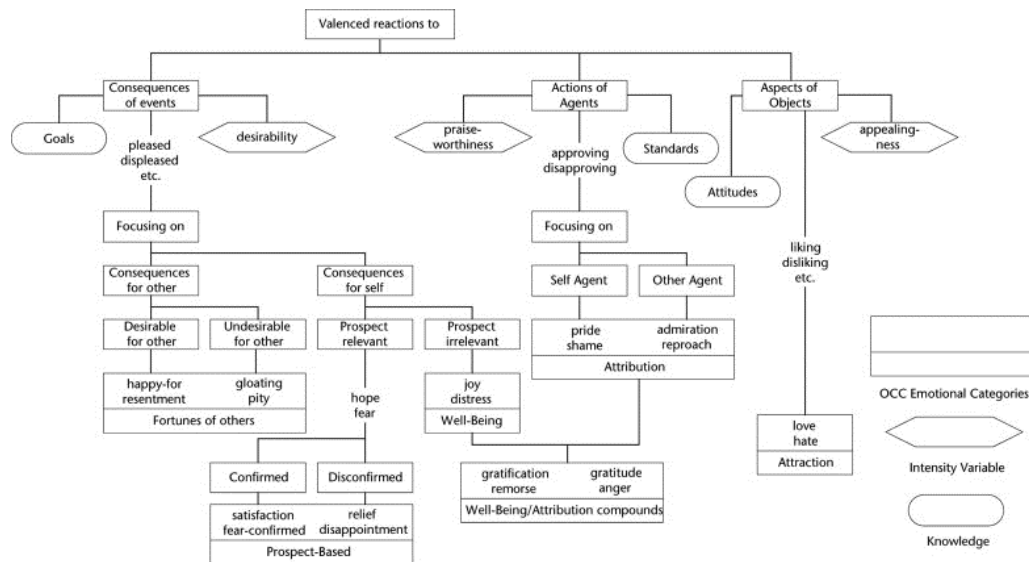 Valenced reactions to
Consequences
of events
Actions of
Agents
Aspects of
Objects
Goals
desirability
praise-
worthiness
Standards
appealing-
ness
Attitudes
pleased
displeased
etc.
approving
disapproving
liking
disliking
etc.
Focusing on
Focusing on
Consequences
for other
Consequences
for self
Self Agent
Other Agent
Desirable
for other
Undesirable
for other
Prospect
relevant
Prospect
irrelevant
pride
shame
admiration
reproach
Attribution
happy-for
resentment
gloating
pity
Fortunes of others
hope
fear
joy
distress
Well-Being
OCC Emotional Categories
love
hate
Attraction
Intensity Variable
Confirmed
Disconfirmed
gratification
remorse
gratitude
anger
Well-Being/Attribution compounds
satisfaction
fear-confirmed
relief
disappointment
Prospect-Based
Knowledge